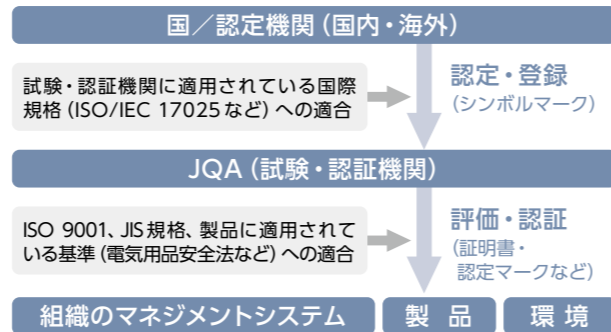 国／認定機関（国内・海外）
試験・認証機関に適用されている国際
規格（ISO/IEC 17025など）への適合
認定・登録
（シンボルマーク）
JQA（試験・認証機関）
ISO 9001、JIS規格、製品に適用されて
いる基準（電気用品安全法など）への適合
評価・認証
（証明書・
認定マークなど）
組織のマネジメントシステム
製 品
環 境